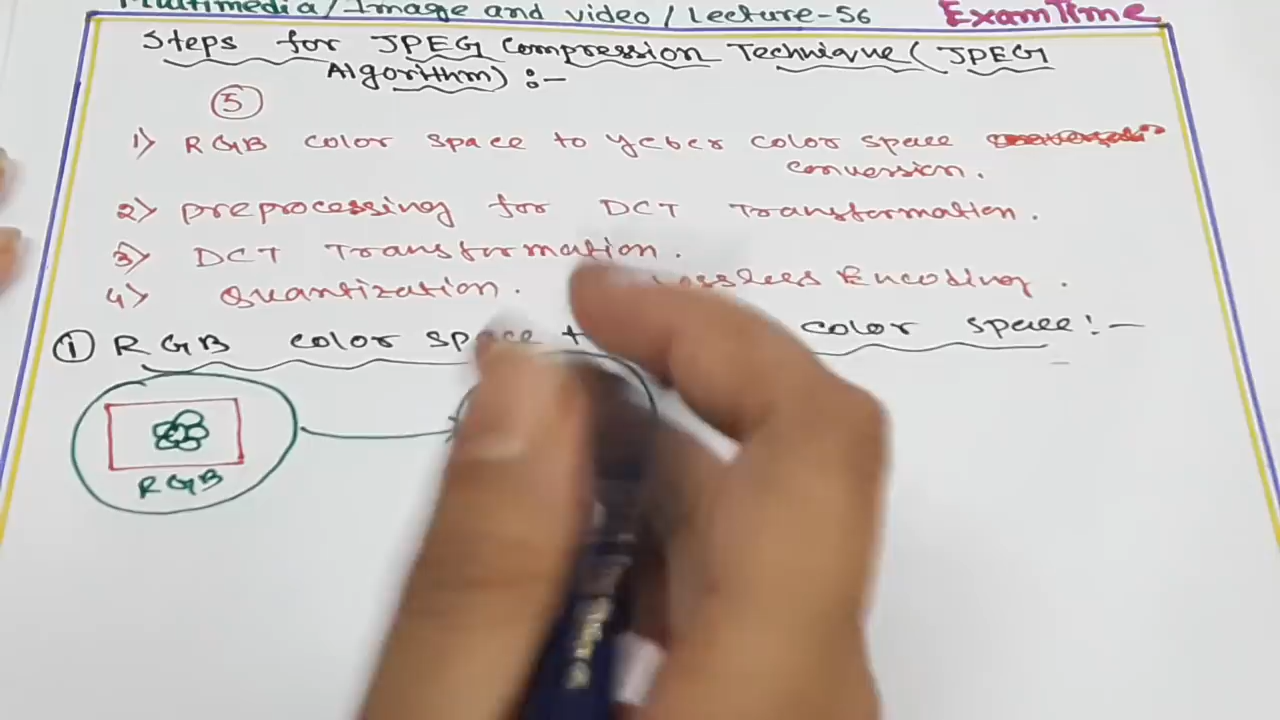 Multimedia/Image and video/Lecture-56 ExamTime
Steps for JPEG Compression Technique (JPEG
Algorithm) :-
5
1) RGB color space to ycbcr color space
conversion.
2) preprocessing for DCT Transformation.
3) DCT Transformation.
4) Quantization. Lossless Encoding.
① RGB color space color space:-
RGB